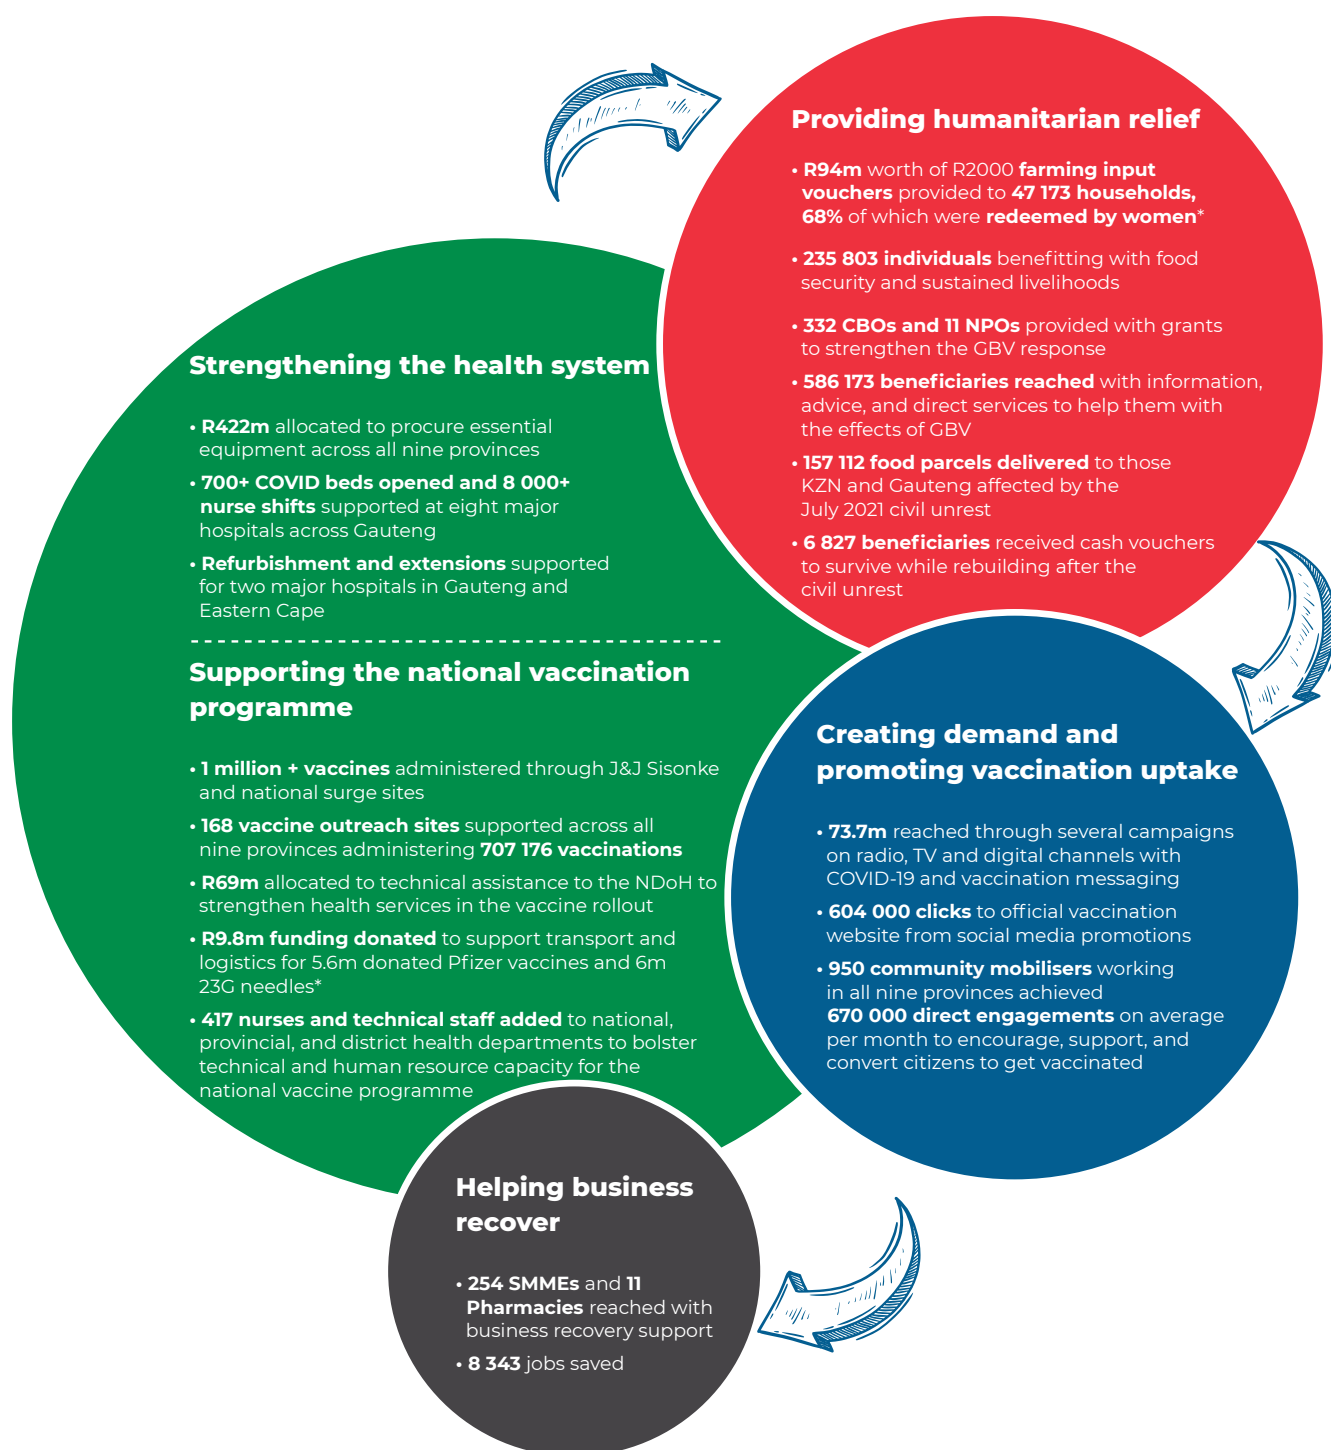 Providing humanitarian relief
• R94m worth of R2000 farming input
vouchers provided to 47 173 households,
68% of which were redeemed by women*
• 235 803 individuals benefitting with food
security and sustained livelihoods
• 332 CBOs and 11 NPOs provided with grants
to strengthen the GBV response
• 586 173 beneficiaries reached with information,
advice, and direct services to help them with
the effects of GBV
• 157 112 food parcels delivered to those
KZN and Gauteng affected by the
July 2021 civil unrest
• 6 827 beneficiaries received cash vouchers
to survive while rebuilding after the
civil unrest
Strengthening the health system
• R422m allocated to procure essential
equipment across all nine provinces
• 700+ COVID beds opened and 8 000+
nurse shifts supported at eight major
hospitals across Gauteng
• Refurbishment and extensions supported
for two major hospitals in Gauteng and
Eastern Cape
Supporting the national vaccination
programme
• 1 million + vaccines administered through J&J Sisonke
and national surge sites
• 168 vaccine outreach sites supported across all
nine provinces administering 707 176 vaccinations
• R69m allocated to technical assistance to the NDoH to
strengthen health services in the vaccine rollout
• R9.8m funding donated to support transport and
logistics for 5.6m donated Pfizer vaccines and 6m
23G needles*
• 417 nurses and technical staff added to national,
provincial, and district health departments to bolster
technical and human resource capacity for the
national vaccine programme
Creating demand and
promoting vaccination uptake
• 73.7m reached through several campaigns
on radio, TV and digital channels with
COVID-19 and vaccination messaging
• 604 000 clicks to official vaccination
website from social media promotions
• 950 community mobilisers working
in all nine provinces achieved
670 000 direct engagements on average
per month to encourage, support, and
convert citizens to get vaccinated
Helping business
recover
• 254 SMMEs and 11
Pharmacies reached with
business recovery support
• 8 343 jobs saved